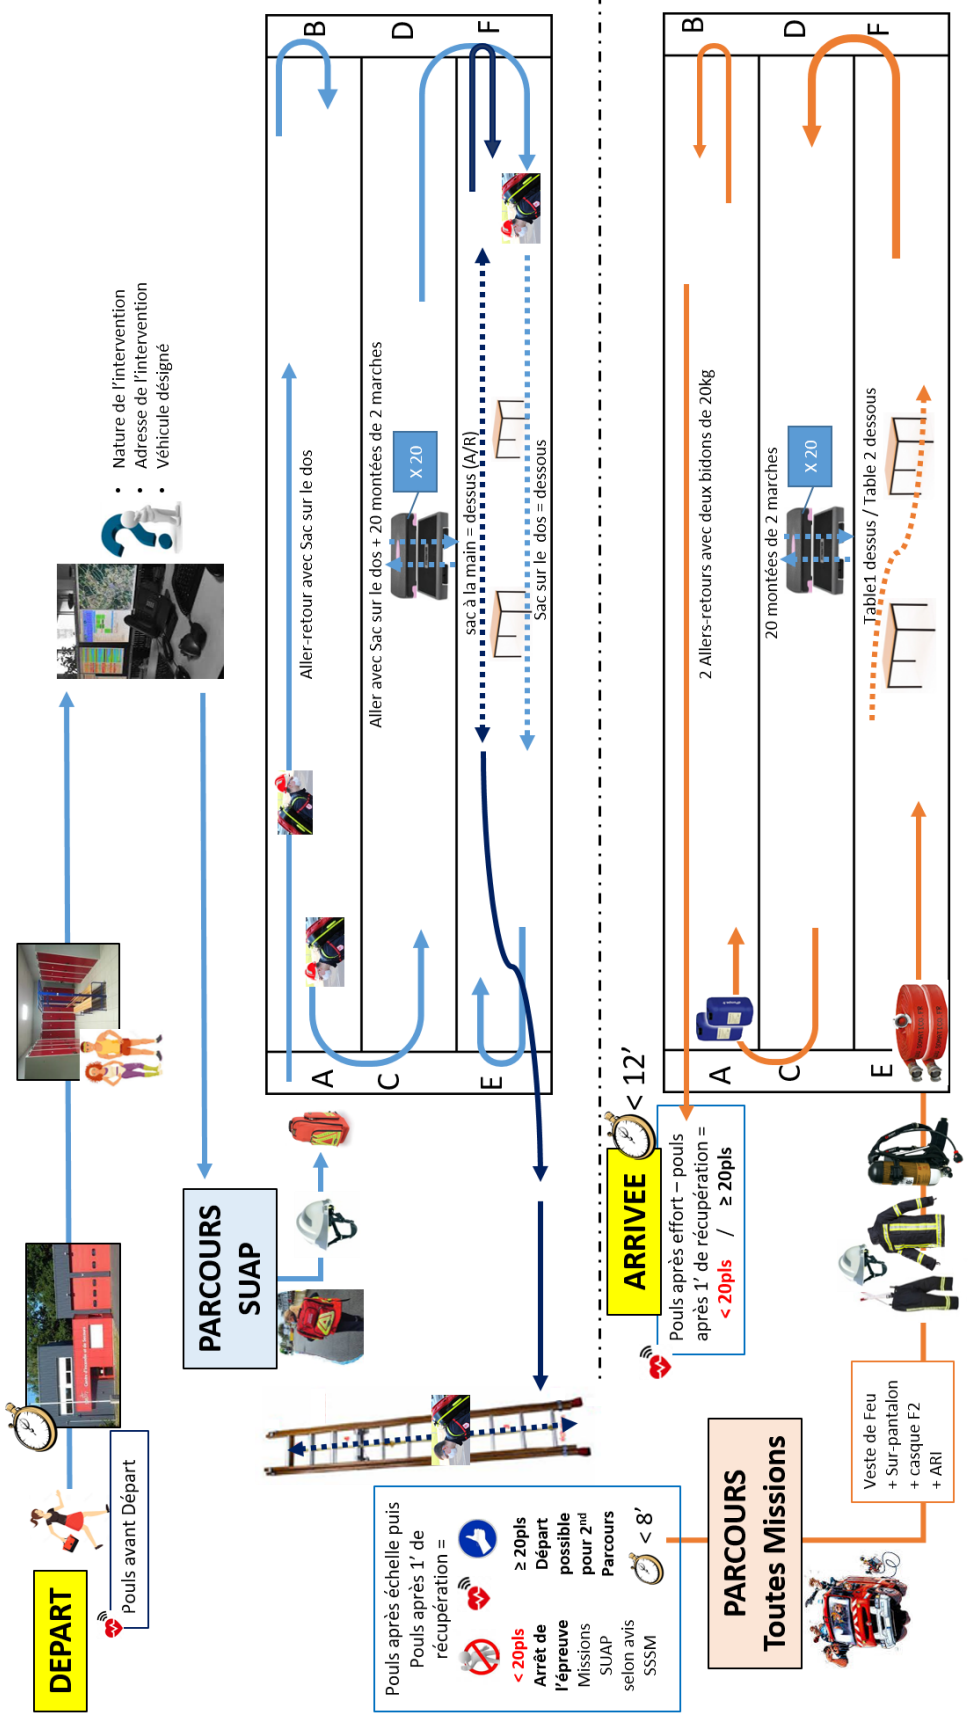 DEPART
Pouls avant Départ
• Nature de l'intervention
• Adresse de l'intervention
• Véhicule désigné
PARCOURS
SUAP
A
B
Aller-retour avec Sac sur le dos
C
D
Aller avec Sac sur le dos + 20 montées de 2 marches
X 20
E
F
sac à la main = dessus (A/R)
Sac sur le dos = dessous
Pouls après échelle puis
Pouls après 1' de
récupération =
< 20pls
Arrêt de
l'épreuve
Missions
SUAP
selon avis
SSSM
≥ 20pls
Départ
possible
pour 2nd
Parcours
< 8'
PARCOURS
Toutes Missions
Veste de Feu
+ Sur-pantalon
+ casque F2
+ ARI
ARRIVEE
< 12'
Pouls après effort – pouls
après 1' de récupération =
< 20pls / ≥ 20pls
A
B
2 Allers-retours avec deux bidons de 20kg
C
D
20 montées de 2 marches
X 20
E
F
Table1 dessus / Table 2 dessous